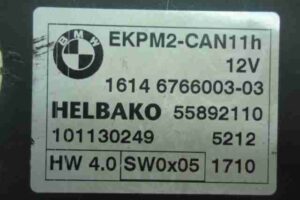 BMW
EKPM2-CAN11h
12V
1614 6766003-03
HELBAKO 55892110
101130249 5212
HW 4.0 SW0x05 1710